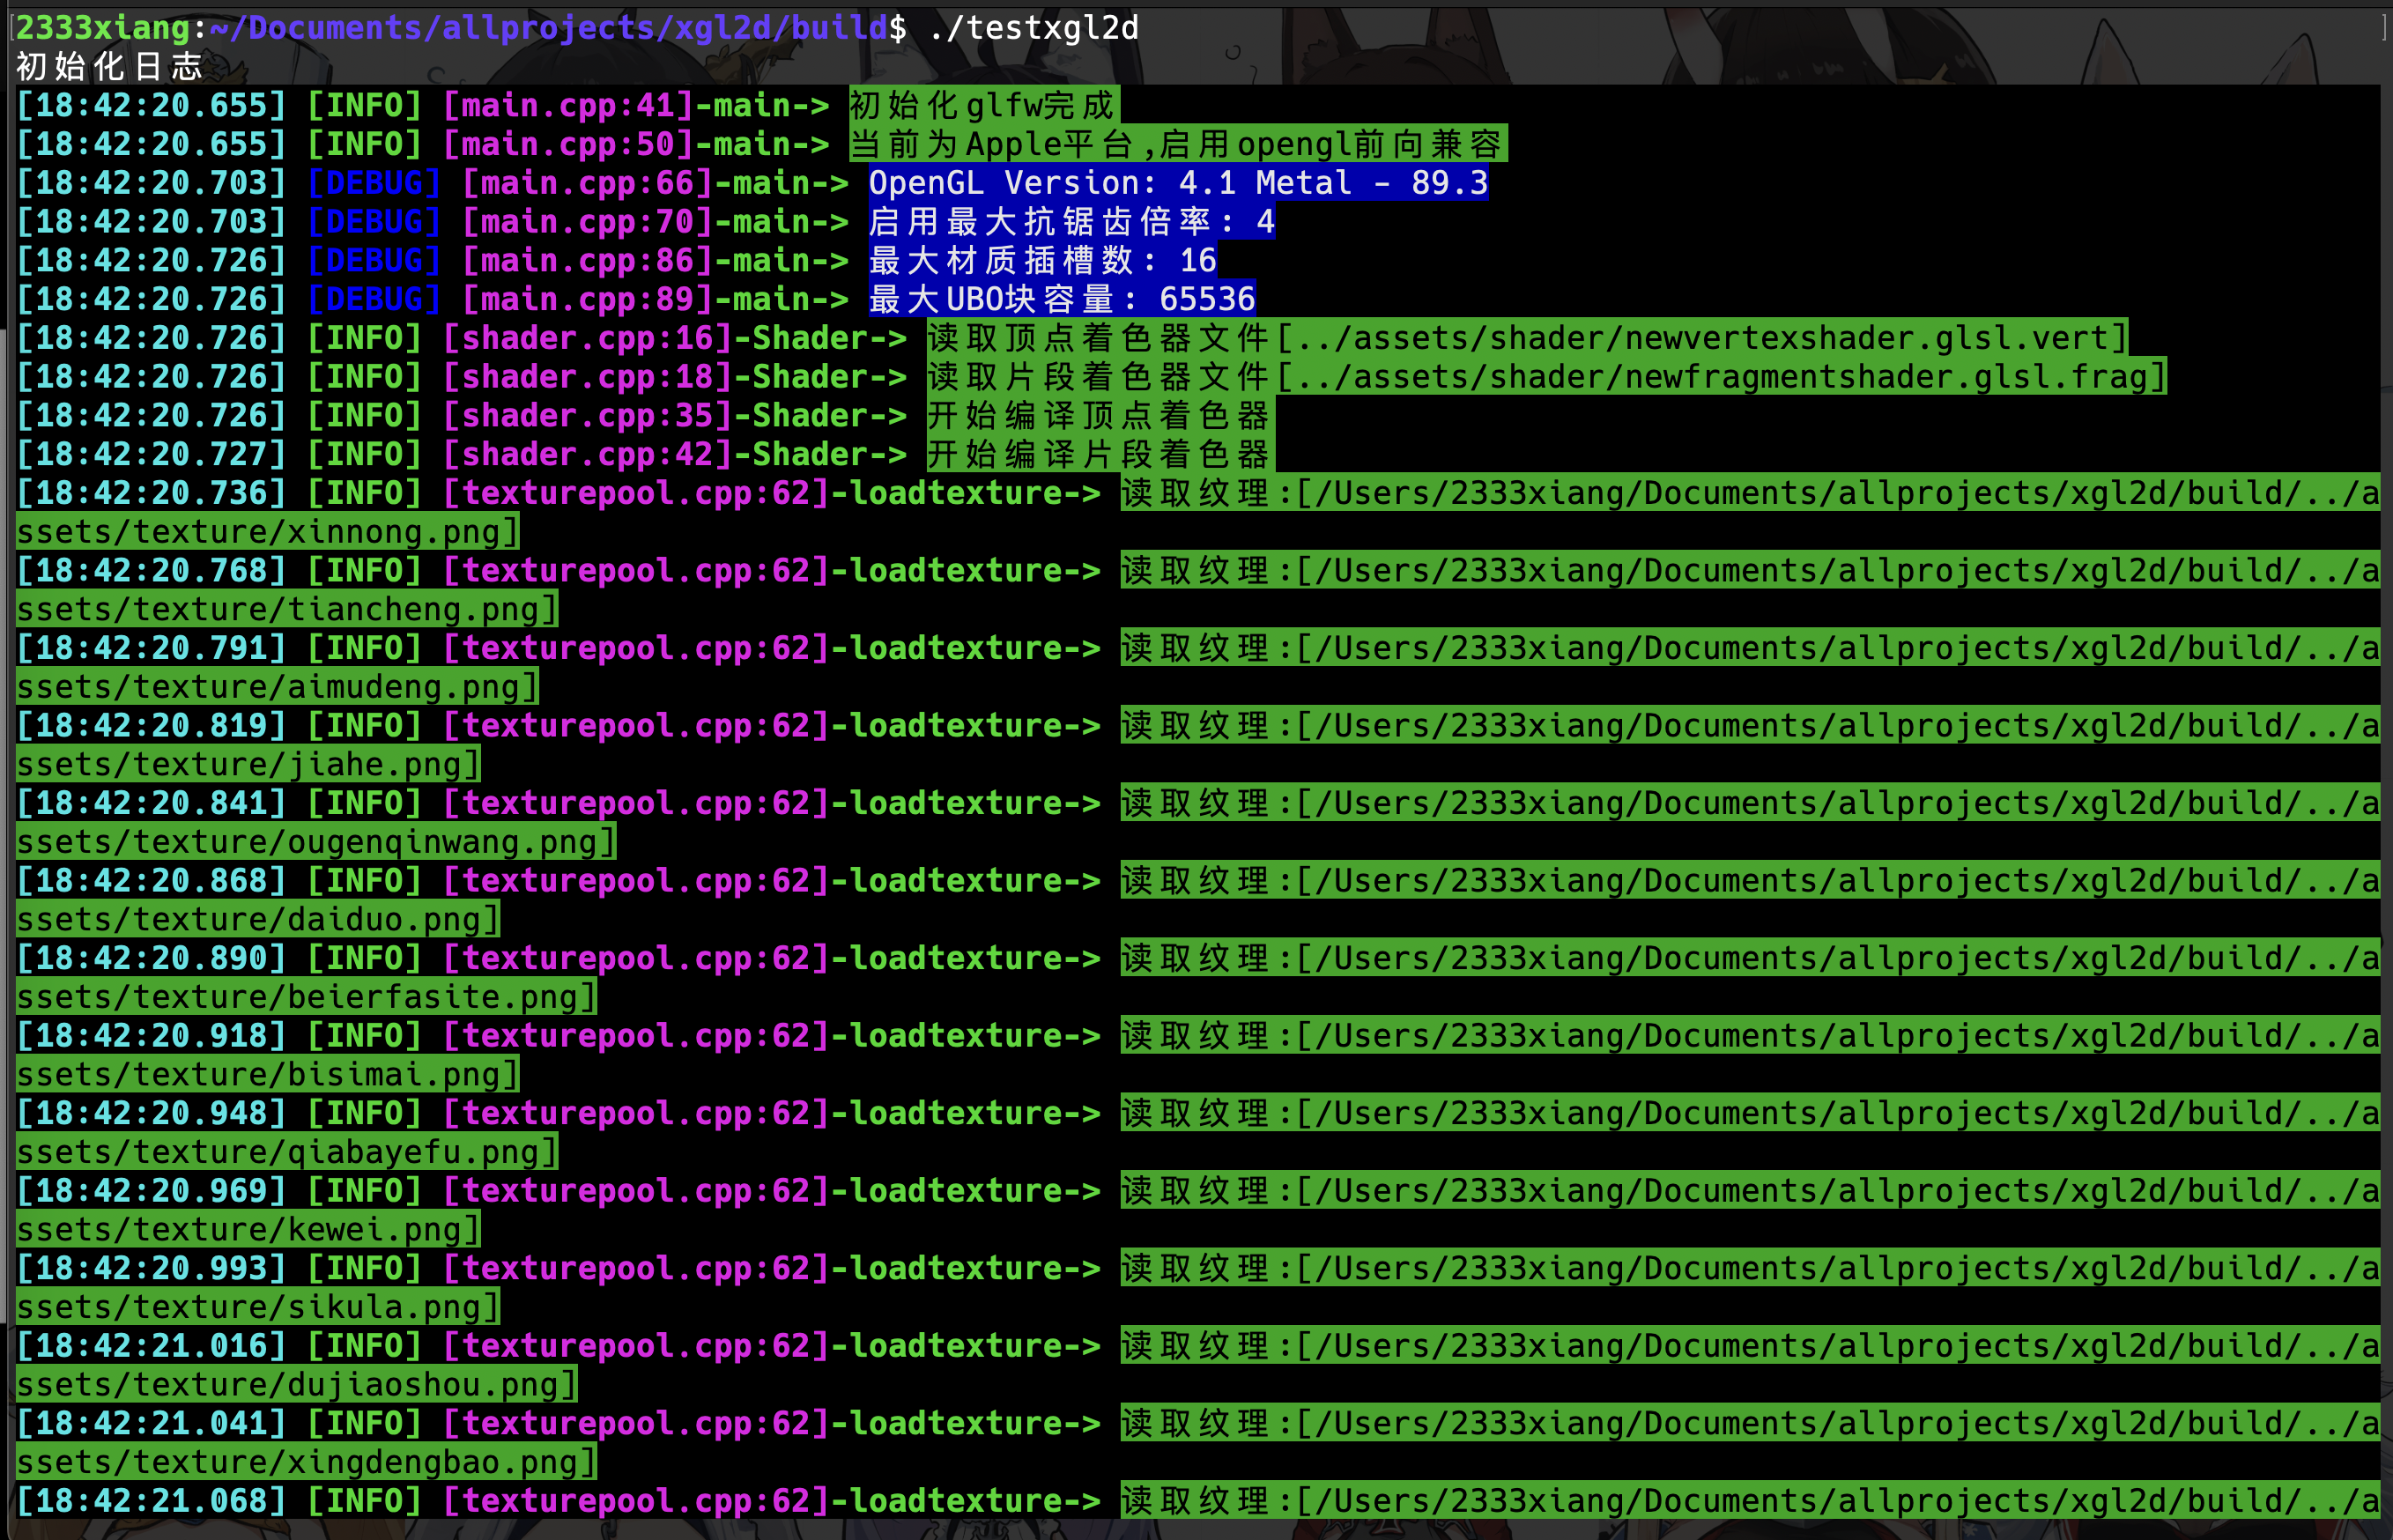 2333xiang:~/Documents/allprojects/xgl2d/build$ ./testxgl2d
初始化日志
[18:42:20.655] [INFO] [main.cpp:41]-main-> 初始化glfw完成
[18:42:20.655] [INFO] [main.cpp:50]-main-> 当前为Apple平台,启用opengl前向兼容
[18:42:20.703] [DEBUG] [main.cpp:66]-main-> OpenGL Version: 4.1 Metal - 89.3
[18:42:20.703] [DEBUG] [main.cpp:70]-main-> 启用最大抗锯齿倍率: 4
[18:42:20.726] [DEBUG] [main.cpp:86]-main-> 最大材质插槽数: 16
[18:42:20.726] [DEBUG] [main.cpp:89]-main-> 最大UBO块容量: 65536
[18:42:20.726] [INFO] [shader.cpp:16]-Shader-> 读取顶点着色器文件[../assets/shader/newvertexshader.glsl.vert]
[18:42:20.726] [INFO] [shader.cpp:18]-Shader-> 读取片段着色器文件[../assets/shader/newfragmentshader.glsl.frag]
[18:42:20.726] [INFO] [shader.cpp:35]-Shader-> 开始编译顶点着色器
[18:42:20.727] [INFO] [shader.cpp:42]-Shader-> 开始编译片段着色器
[18:42:20.736] [INFO] [texturepool.cpp:62]-loadtexture-> 读取纹理:[/Users/2333xiang/Documents/allprojects/xgl2d/build/../a
ssets/texture/xinnong.png]
[18:42:20.768] [INFO] [texturepool.cpp:62]-loadtexture-> 读取纹理:[/Users/2333xiang/Documents/allprojects/xgl2d/build/../a
ssets/texture/tiancheng.png]
[18:42:20.791] [INFO] [texturepool.cpp:62]-loadtexture-> 读取纹理:[/Users/2333xiang/Documents/allprojects/xgl2d/build/../a
ssets/texture/aimudeng.png]
[18:42:20.819] [INFO] [texturepool.cpp:62]-loadtexture-> 读取纹理:[/Users/2333xiang/Documents/allprojects/xgl2d/build/../a
ssets/texture/jiahe.png]
[18:42:20.841] [INFO] [texturepool.cpp:62]-loadtexture-> 读取纹理:[/Users/2333xiang/Documents/allprojects/xgl2d/build/../a
ssets/texture/ougenqinwang.png]
[18:42:20.868] [INFO] [texturepool.cpp:62]-loadtexture-> 读取纹理:[/Users/2333xiang/Documents/allprojects/xgl2d/build/../a
ssets/texture/daiduo.png]
[18:42:20.890] [INFO] [texturepool.cpp:62]-loadtexture-> 读取纹理:[/Users/2333xiang/Documents/allprojects/xgl2d/build/../a
ssets/texture/beierfasite.png]
[18:42:20.918] [INFO] [texturepool.cpp:62]-loadtexture-> 读取纹理:[/Users/2333xiang/Documents/allprojects/xgl2d/build/../a
ssets/texture/bisimai.png]
[18:42:20.948] [INFO] [texturepool.cpp:62]-loadtexture-> 读取纹理:[/Users/2333xiang/Documents/allprojects/xgl2d/build/../a
ssets/texture/qiabayefu.png]
[18:42:20.969] [INFO] [texturepool.cpp:62]-loadtexture-> 读取纹理:[/Users/2333xiang/Documents/allprojects/xgl2d/build/../a
ssets/texture/kewei.png]
[18:42:20.993] [INFO] [texturepool.cpp:62]-loadtexture-> 读取纹理:[/Users/2333xiang/Documents/allprojects/xgl2d/build/../a
ssets/texture/sikula.png]
[18:42:21.016] [INFO] [texturepool.cpp:62]-loadtexture-> 读取纹理:[/Users/2333xiang/Documents/allprojects/xgl2d/build/../a
ssets/texture/dujiaoshou.png]
[18:42:21.041] [INFO] [texturepool.cpp:62]-loadtexture-> 读取纹理:[/Users/2333xiang/Documents/allprojects/xgl2d/build/../a
ssets/texture/xingdengbao.png]
[18:42:21.068] [INFO] [texturepool.cpp:62]-loadtexture-> 读取纹理:[/Users/2333xiang/Documents/allprojects/xgl2d/build/../a